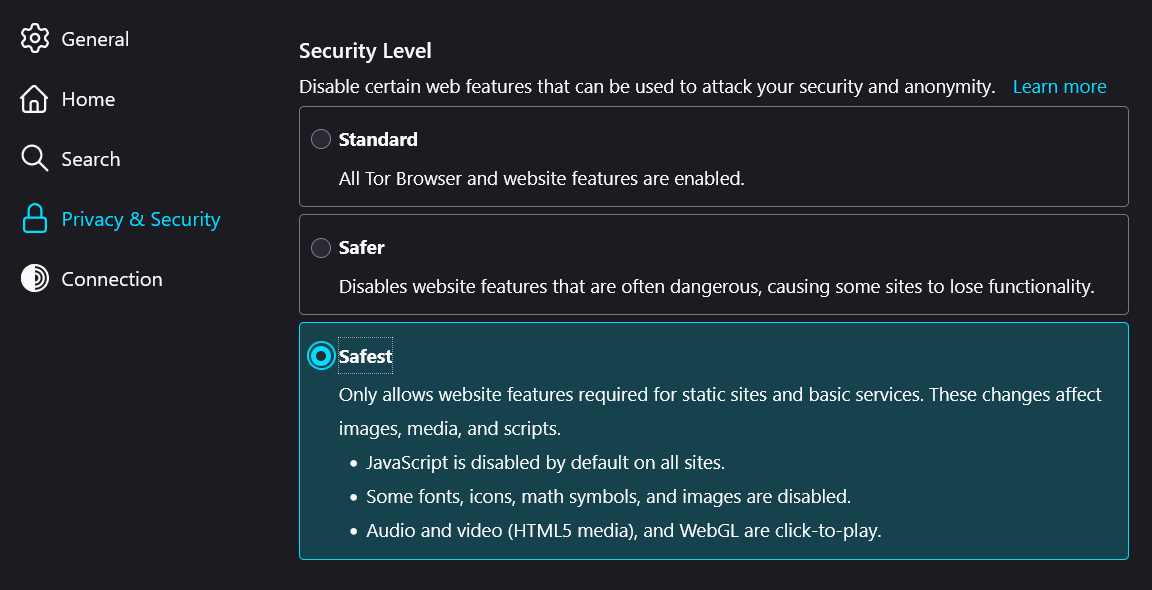 General
Home
Search
Privacy & Security
Connection
Security Level
Disable certain web features that can be used to attack your security and anonymity. Learn more
Standard
All Tor Browser and website features are enabled.
Safer
Disables website features that are often dangerous, causing some sites to lose functionality.
Safest
Only allows website features required for static sites and basic services. These changes affect
images, media, and scripts.
• JavaScript is disabled by default on all sites.
• Some fonts, icons, math symbols, and images are disabled.
• Audio and video (HTML5 media), and WebGL are click-to-play.